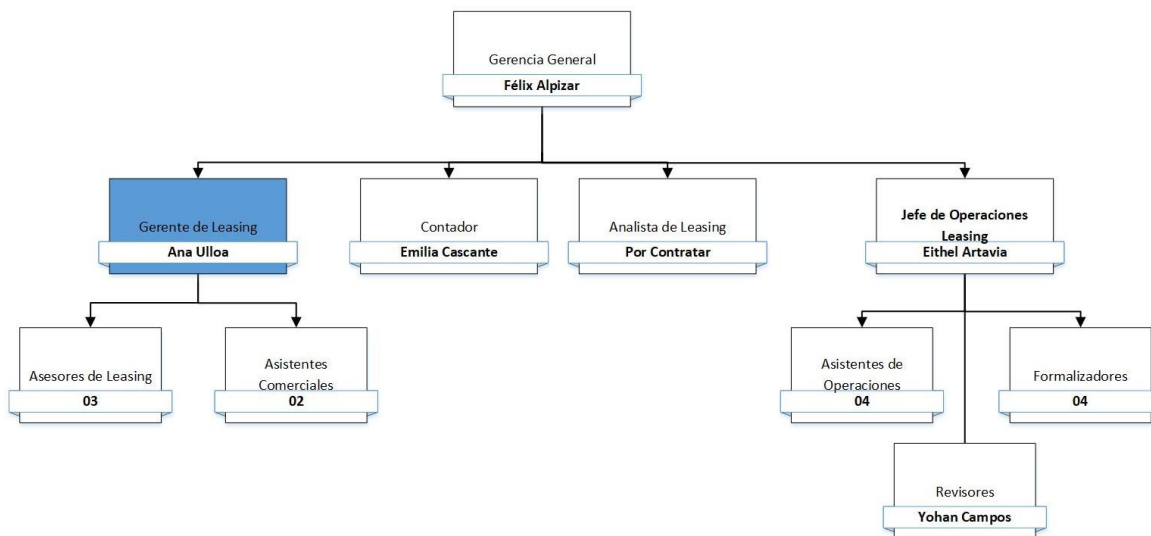 Gerencia General
Félix Alpizar
Gerente de Leasing
Ana Ulloa
Contador
Emilia Cascante
Analista de Leasing
Por Contratar
Jefe de Operaciones
Leasing
Eithel Artavia
Asesores de Leasing
03
Asistentes
Comerciales
02
Asistentes de
Operaciones
04
Formalizadores
04
Revisores
Yohan Campos